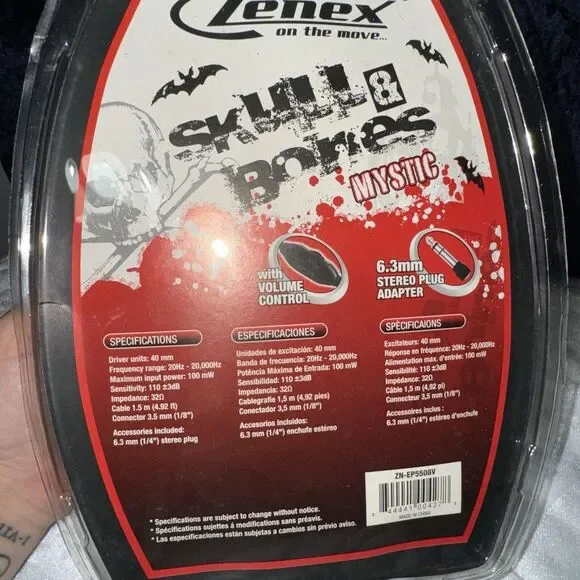 Zenex
on the move...
SKULL &
Bones
MYSTIC
with
VOLUME
CONTROL
6.3mm
STEREO PLUG
ADAPTER
SPECIFICATIONS
Driver units: 40 mm
Frequency range: 20Hz - 20,000Hz
Maximum input power: 100 mW
Sensitivity: 110 ±3dB
Impedance: 32Ω
Cable 1,5 m (4.92 ft)
Connector 3,5 mm (1/8")
Accessories included:
6.3 mm (1/4") stereo plug
ESPECIFICACIONES
Unidades de excitación: 40 mm
Banda de frecuencia: 20Hz - 20,000Hz
Potência Máxima de Entrada: 100 mW
Sensibilidad: 110 ±3dB
Impedancia: 32Ω
Cablegrafíe 1,5 m (4,92 pies)
Conectador 3,5 mm (1/8")
Accesorios incluidos:
6.3 mm (1/4") enchufe estéreo
SPÉCIFICAIONS
Excitateurs: 40 mm
Réponse en fréquence: 20Hz - 20,000Hz
Alimentation max. d'entrée: 100 mW
Sensibilité: 110 ±3dB
Impédance: 32Ω
Câble 1,5 m (4,92 pi)
Connecteur 3,5 mm (1/8")
Accessoires inclus :
6.3 mm (1/4") stéreo d'enchufe
ZN-EP5508V
44441 00427
MADE IN CHINA
* Specifications are subject to change without notice.
* Spécifications sujettes á modifications sans préavis.
* Las especificaciones están sujetas a cambios sin prévio aviso.